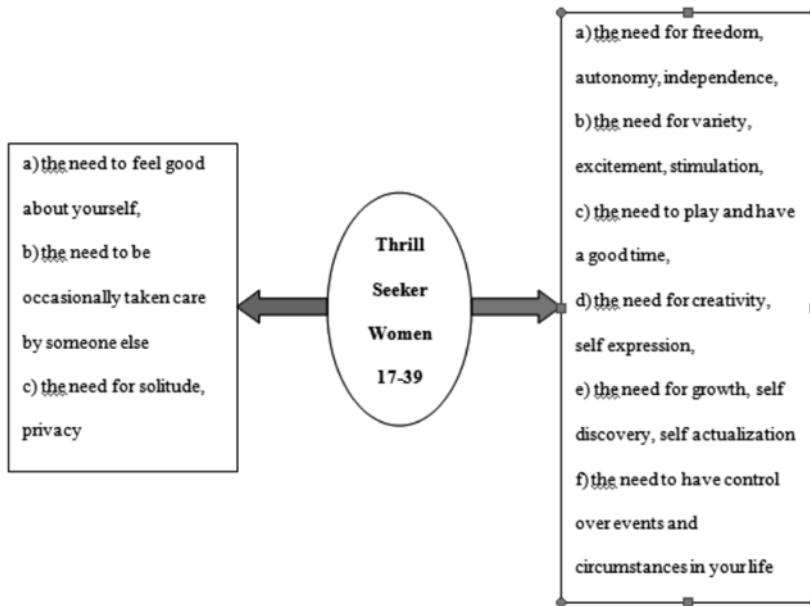 a) the need to feel good
about yourself,
b) the need to be
occasionally taken care
by someone else
c) the need for solitude,
privacy
Thrill
Seeker
Women
17-39
a) the need for freedom,
autonomy, independence,
b) the need for variety,
excitement, stimulation,
c) the need to play and have
a good time,
d) the need for creativity,
self expression,
e) the need for growth, self
discovery, self actualization
f) the need to have control
over events and
circumstances in your life